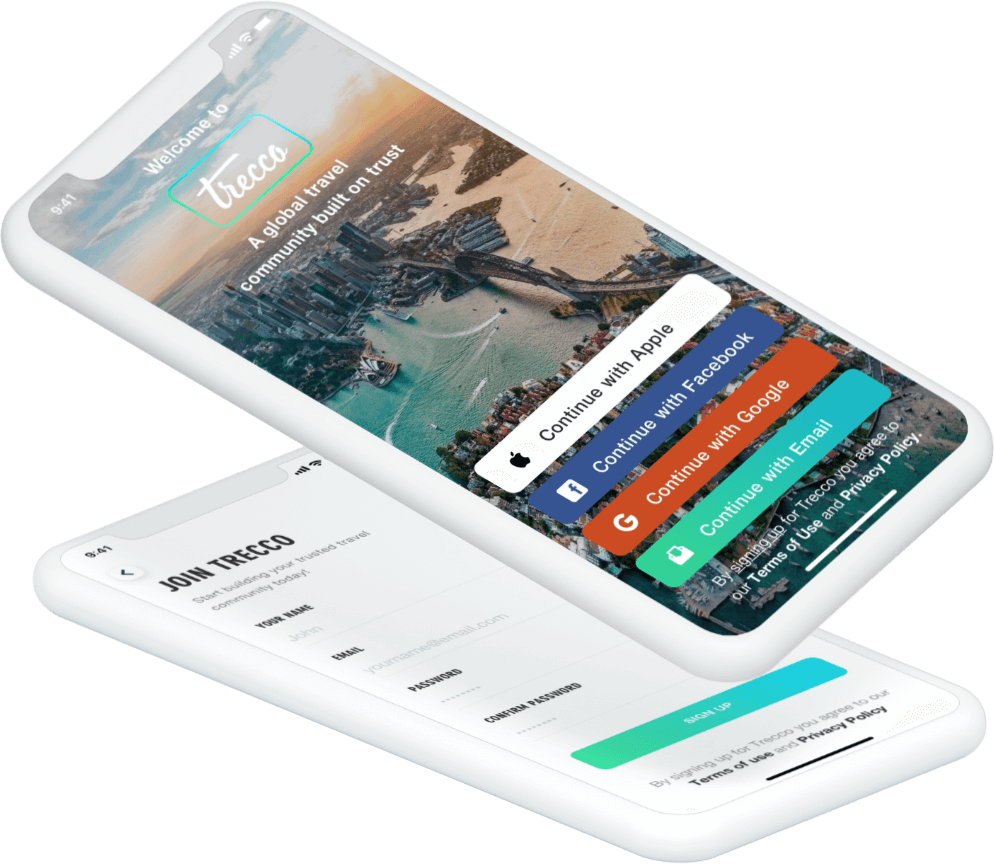 9:41
Welcome to
trecco
A global travel
community built on trust
Continue with Apple
Continue with Facebook
Continue with Google
Continue with Email
By signing up for Trecco you agree to
our Terms of Use and Privacy Policy.
9:41
JOIN TRECCO
Start building your trusted travel
community today!
YOUR NAME
John
EMAIL
yourname@email.com
PASSWORD
CONFIRM PASSWORD
SIGN UP
By signing up for Trecco you agree to our
Terms of use and Privacy Policy